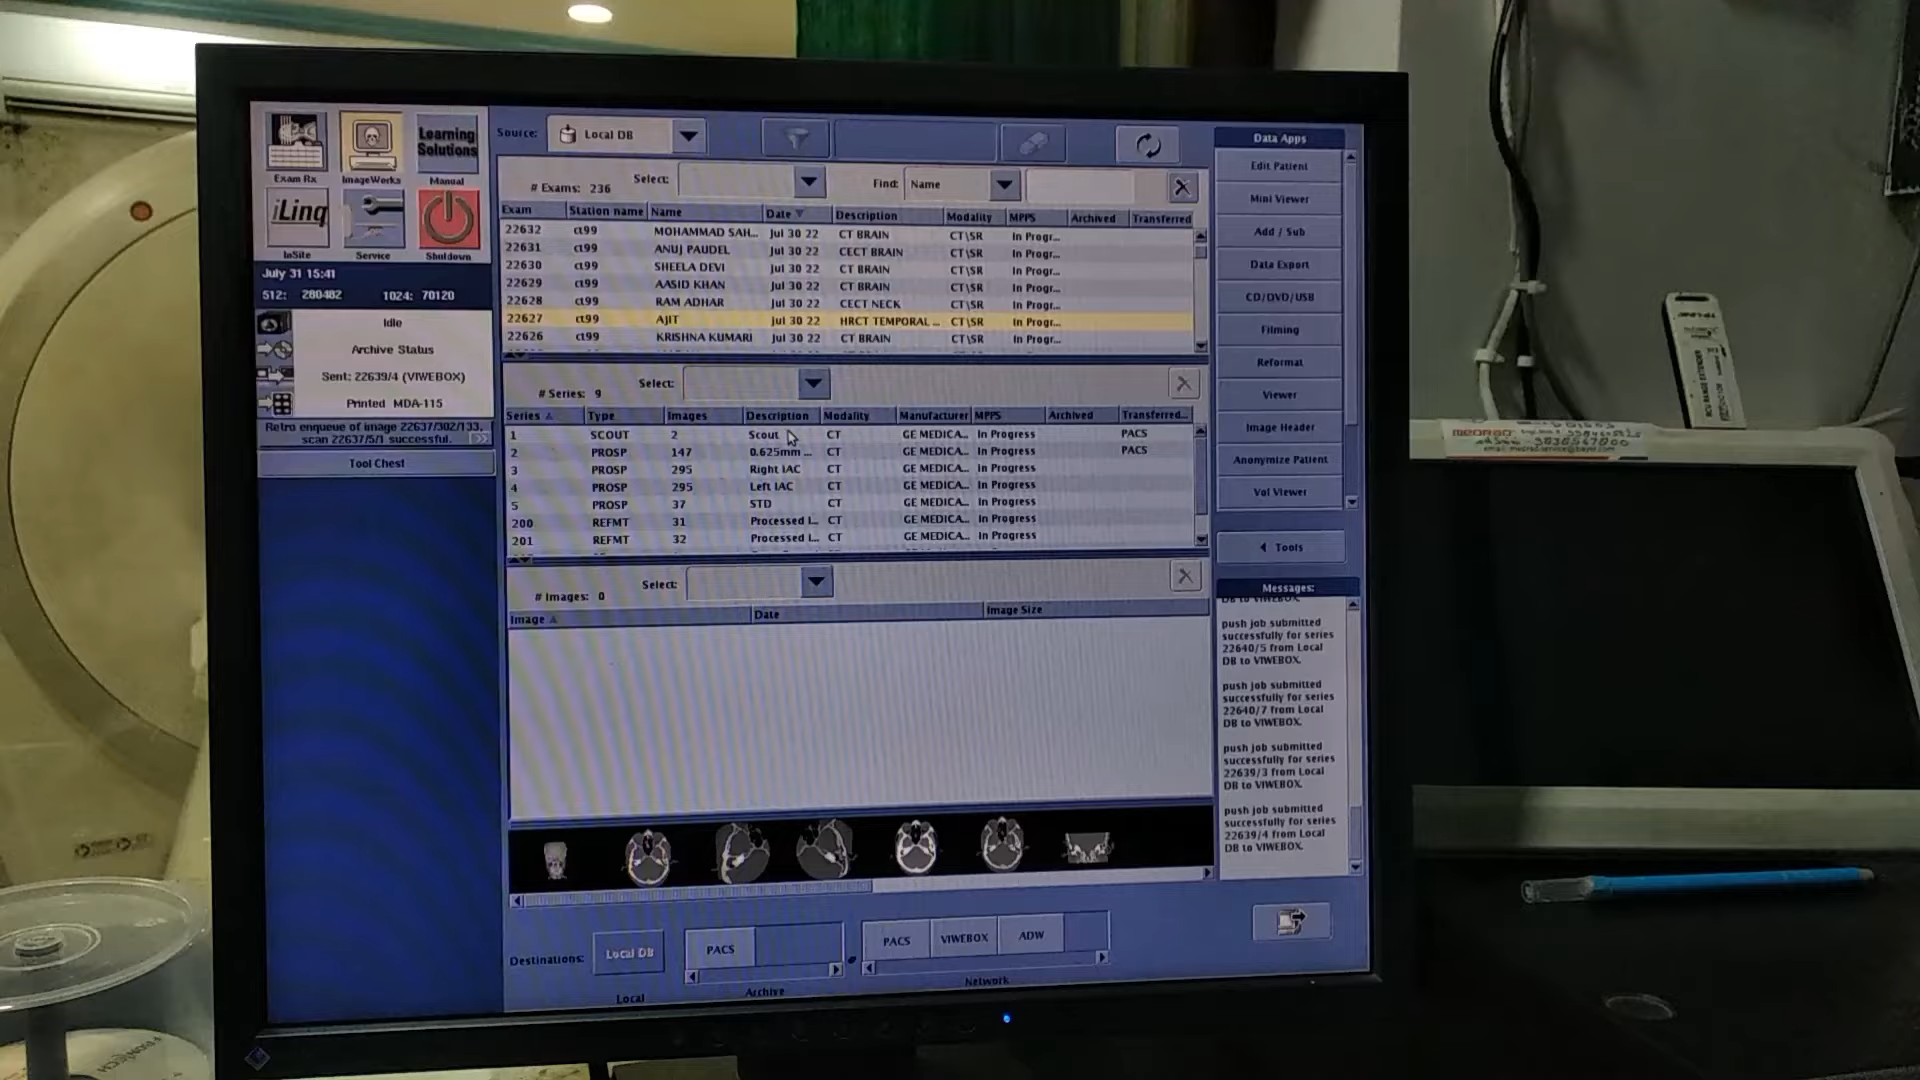 Source: Local DB
Learning Solutions
Exam Rx ImageWorks Manual
iLinq
InSite Service Shutdown
July 31 15:41
512: 280482 1024: 70120
Idle
Archive Status
Sent: 22639/4 (VIWEBOX)
Printed MDA-115
Retro enqueue of image 22637/302/133,
scan 22637/5/1 successful.
Tool Chest
# Exams: 236 Select: Find: Name
Exam Station name Name Date Description Modality MPPS Archived Transferred
22632 ct99 MOHAMMAD SAH... Jul 30 22 CT BRAIN CT\SR In Progr...
22631 ct99 ANUJ PAUDEL Jul 30 22 CECT BRAIN CT\SR In Progr...
22630 ct99 SHEELA DEVI Jul 30 22 CT BRAIN CT\SR In Progr...
22629 ct99 AASID KHAN Jul 30 22 CT BRAIN CT\SR In Progr...
22628 ct99 RAM ADHAR Jul 30 22 CECT NECK CT\SR In Progr...
22627 ct99 AJIT Jul 30 22 HRCT TEMPORAL ... CT\SR In Progr...
22626 ct99 KRISHNA KUMARI Jul 30 22 CT BRAIN CT\SR In Progr...
# Series: 9 Select:
Series Type Images Description Modality Manufacturer MPPS Archived Transferred...
1 SCOUT 2 Scout CT GE MEDICA... In Progress PACS
2 PROSP 147 0.625mm ... CT GE MEDICA... In Progress PACS
3 PROSP 295 Right IAC CT GE MEDICA... In Progress
4 PROSP 295 Left IAC CT GE MEDICA... In Progress
5 PROSP 37 STD CT GE MEDICA... In Progress
200 REFMT 31 Processed I... CT GE MEDICA... In Progress
201 REFMT 32 Processed I... CT GE MEDICA... In Progress
# Images: 0 Select:
Image Date Image Size
Destinations: Local DB PACS PACS VIWEBOX ADW
Local Archive Network
Data Apps
Edit Patient
Mini Viewer
Add / Sub
Data Export
CD/DVD/USB
Filming
Reformat
Viewer
Image Header
Anonymize Patient
Vol Viewer
Tools
Messages:
DB to VIWEBOX.
push job submitted
successfully for series
22640/5 from Local
DB to VIWEBOX.
push job submitted
successfully for series
22640/7 from Local
DB to VIWEBOX.
push job submitted
successfully for series
22639/3 from Local
DB to VIWEBOX.
push job submitted
successfully for series
22639/4 from Local
DB to VIWEBOX.